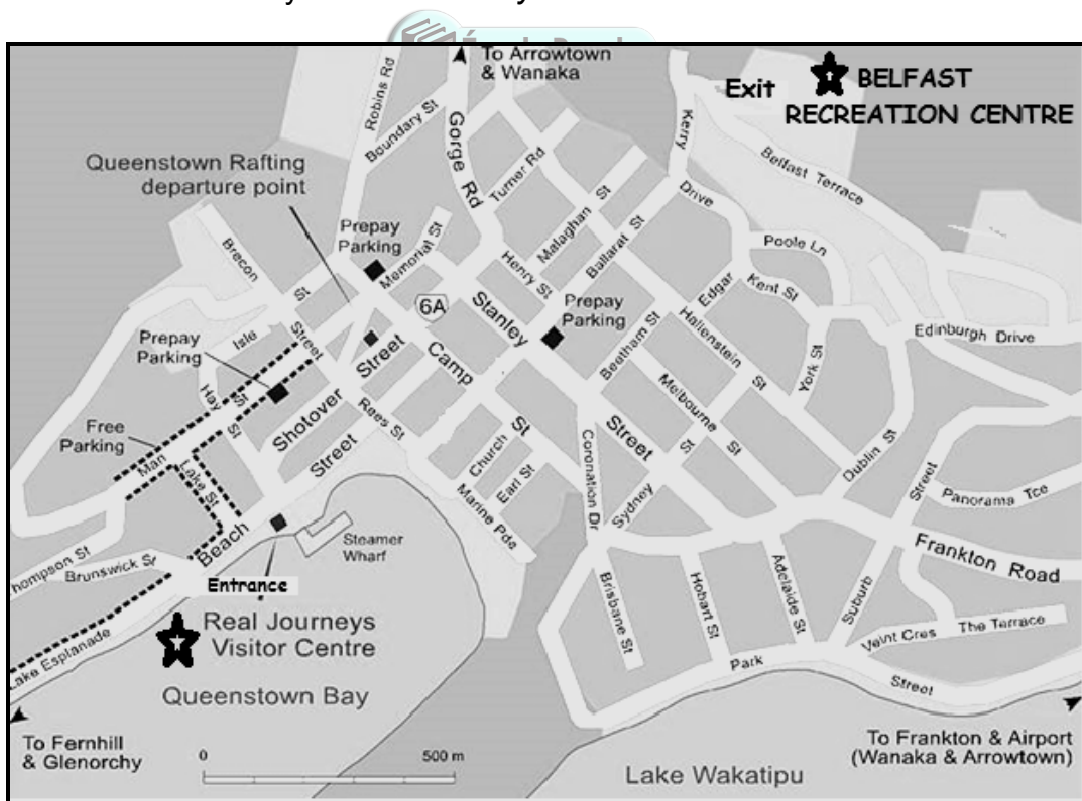 To Arrowtown
& Wanaka
Exit
BELFAST
RECREATION CENTRE
Robins Rd
Boundary St
Gorge Rd
Kerry
Drive
Belfast Terrace
Queenstown Rafting
departure point
Turner Rd
Malaghan St
Ballarat St
Henry St
Prepay
Parking
Memorial St
Brecon
Street
Isle
St
6A
Stanley
Street
Prepay
Parking
Poole Ln
Kent St
Edgar
Hallenstein St
Beetham St
York St
Edinburgh Drive
Prepay
Parking
Hay
St
Shotover
Street
Camp
St
Rees St
Melbourne St
Free
Parking
Man
St
Lake St
Beach
Street
Church
Earl St
Marine Pde
Coronation Dr
Sydney
St
Dublin St
Street
Panorama Tce
Steamer
Wharf
Frankton Road
hompson St
Brunswick St
Entrance
Brisbane St
Hobart St
Adelaide St
Suburb
The Terrace
Real Journeys
Visitor Centre
Lake Esplanade
Park
Street
Queenstown Bay
To Fernhill
& Glenorchy
0
500 m
Lake Wakatipu
To Frankton & Airport
(Wanaka & Arrowtown)